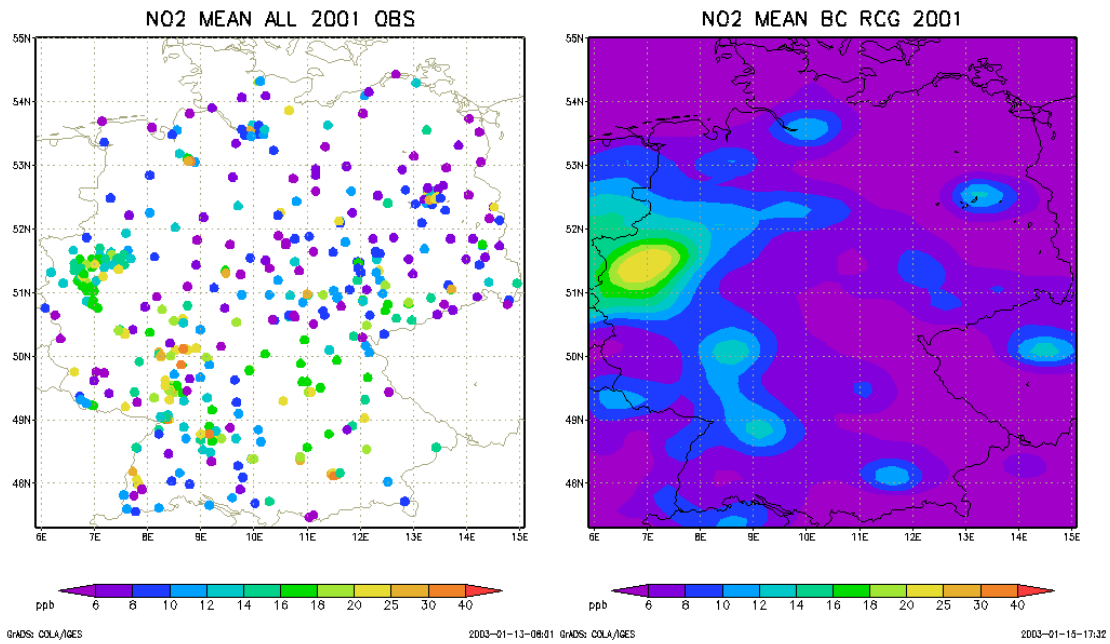 NO2 MEAN ALL 2001 OBS
55N
54N
53N
52N
51N
50N
49N
48N
6E 7E 8E 9E 10E 11E 12E 13E 14E 15E
ppb 6 8 10 12 14 16 18 20 25 30 40
GrADS: COLA/IGES
2003-01-13-08:01
NO2 MEAN BC RCG 2001
55N
54N
53N
52N
51N
50N
49N
48N
6E 7E 8E 9E 10E 11E 12E 13E 14E 15E
ppb 6 8 10 12 14 16 18 20 25 30 40
GrADS: COLA/IGES
2003-01-15-17:32